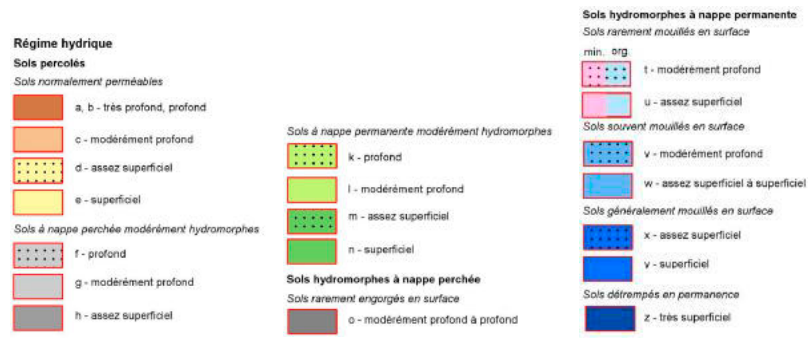 Régime hydrique
Sols percolés
Sols normalement perméables
a, b - très profond, profond
c - modérément profond
d - assez superficiel
e - superficiel
Sols à nappe perchée modérément hydromorphes
f - profond
g - modérément profond
h - assez superficiel
Sols à nappe permanente modérément hydromorphes
k - profond
l - modérément profond
m - assez superficiel
n - superficiel
Sols hydromorphes à nappe perchée
Sols rarement engorgés en surface
o - modérément profond à profond
Sols hydromorphes à nappe permanente
Sols rarement mouillés en surface
min. org.
t - modérément profond
u - assez superficiel
Sols souvent mouillés en surface
v - modérément profond
w - assez superficiel à superficiel
Sols généralement mouillés en surface
x - assez superficiel
y - superficiel
Sols détrempés en permanence
z - très superficiel